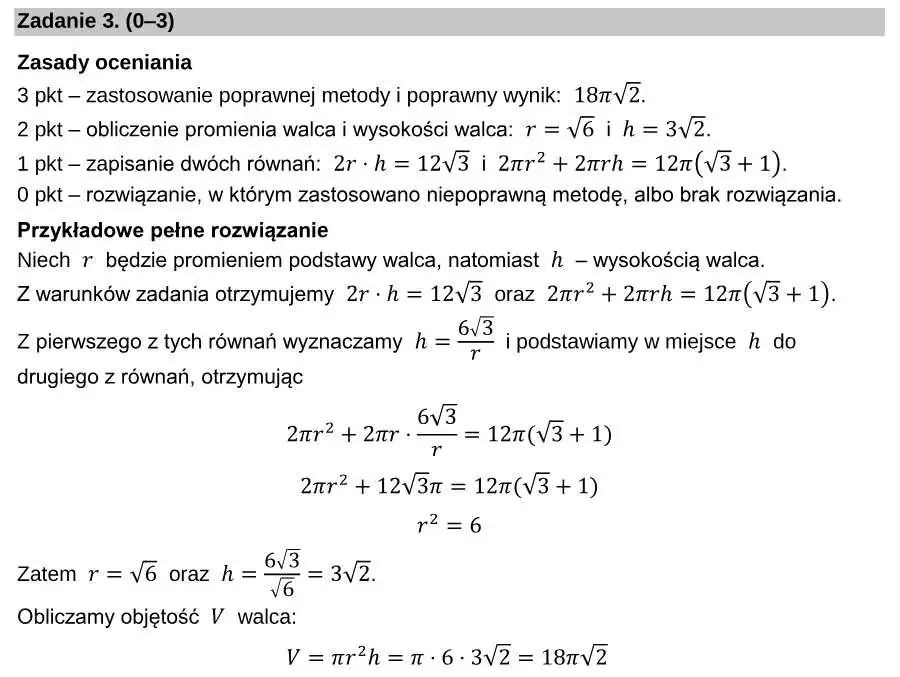 Zadanie 3. (0–3)
Zasady oceniania
3 pkt – zastosowanie poprawnej metody i poprawny wynik: 18π√2.
2 pkt – obliczenie promienia walca i wysokości walca: r = √6 i h = 3√2.
1 pkt – zapisanie dwóch równań: 2r · h = 12√3 i 2πr² + 2πrh = 12π(√3 + 1).
0 pkt – rozwiązanie, w którym zastosowano niepoprawną metodę, albo brak rozwiązania.
Przykładowe pełne rozwiązanie
Niech r będzie promieniem podstawy walca, natomiast h – wysokością walca.
Z warunków zadania otrzymujemy 2r · h = 12√3 oraz 2πr² + 2πrh = 12π(√3 + 1).
Z pierwszego z tych równań wyznaczamy h = 6√3/r i podstawiamy w miejsce h do
drugiego z równań, otrzymując
2πr² + 2πr · 6√3/r = 12π(√3 + 1)
2πr² + 12√3π = 12π(√3 + 1)
r² = 6
Zatem r = √6 oraz h = 6√3/√6 = 3√2.
Obliczamy objętość V walca:
V = πr²h = π · 6 · 3√2 = 18π√2